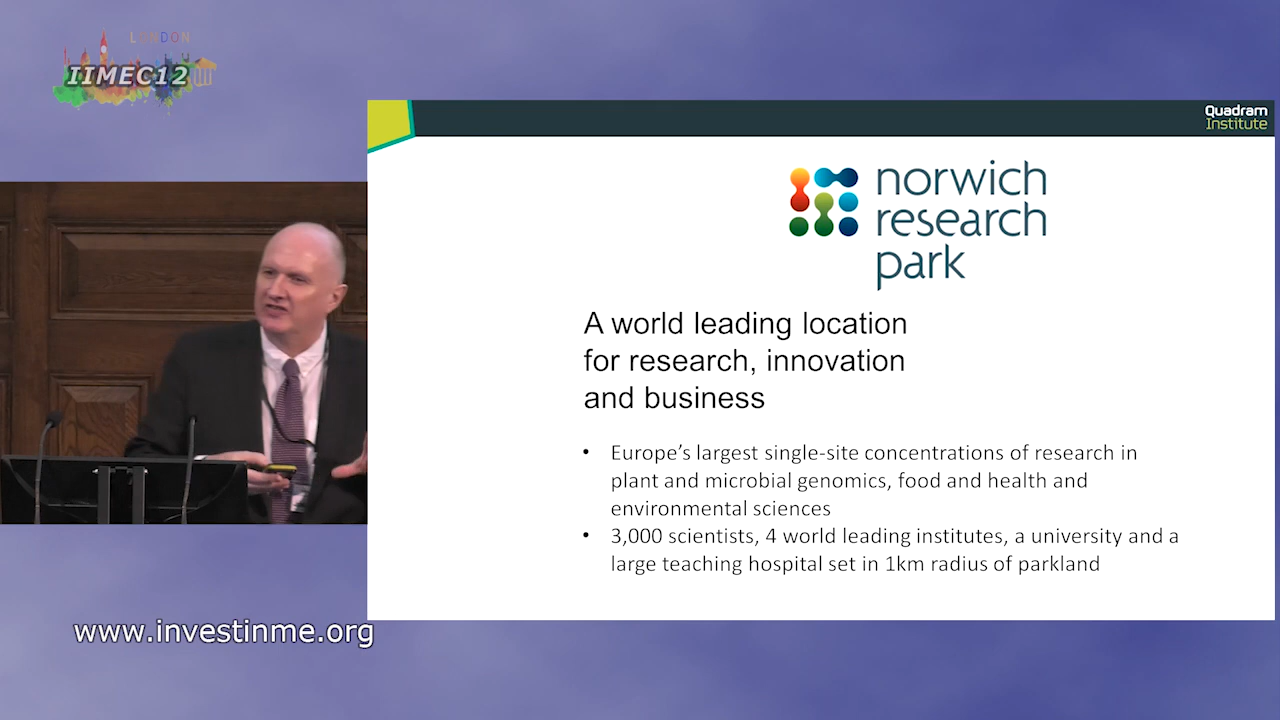 LONDON
IIMEC12
Quadram
Institute
norwich
research
park
A world leading location
for research, innovation
and business
• Europe's largest single-site concentrations of research in
plant and microbial genomics, food and health and
environmental sciences
• 3,000 scientists, 4 world leading institutes, a university and a
large teaching hospital set in 1km radius of parkland
www.investinme.org